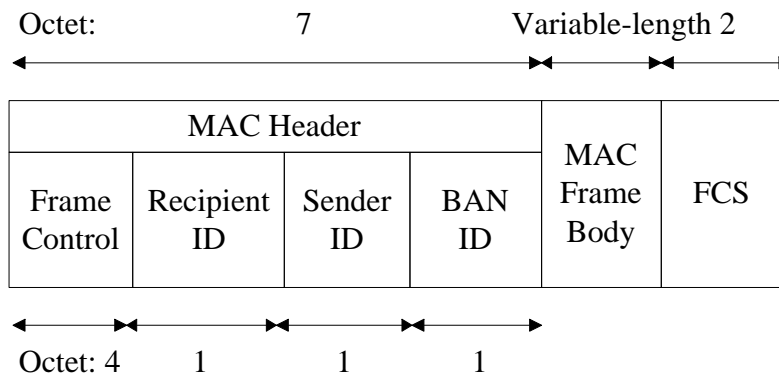 Octet: 7 Variable-length 2
MAC Header
MAC Frame Body
FCS
Frame Control
Recipient ID
Sender ID
BAN ID
Octet: 4 1 1 1